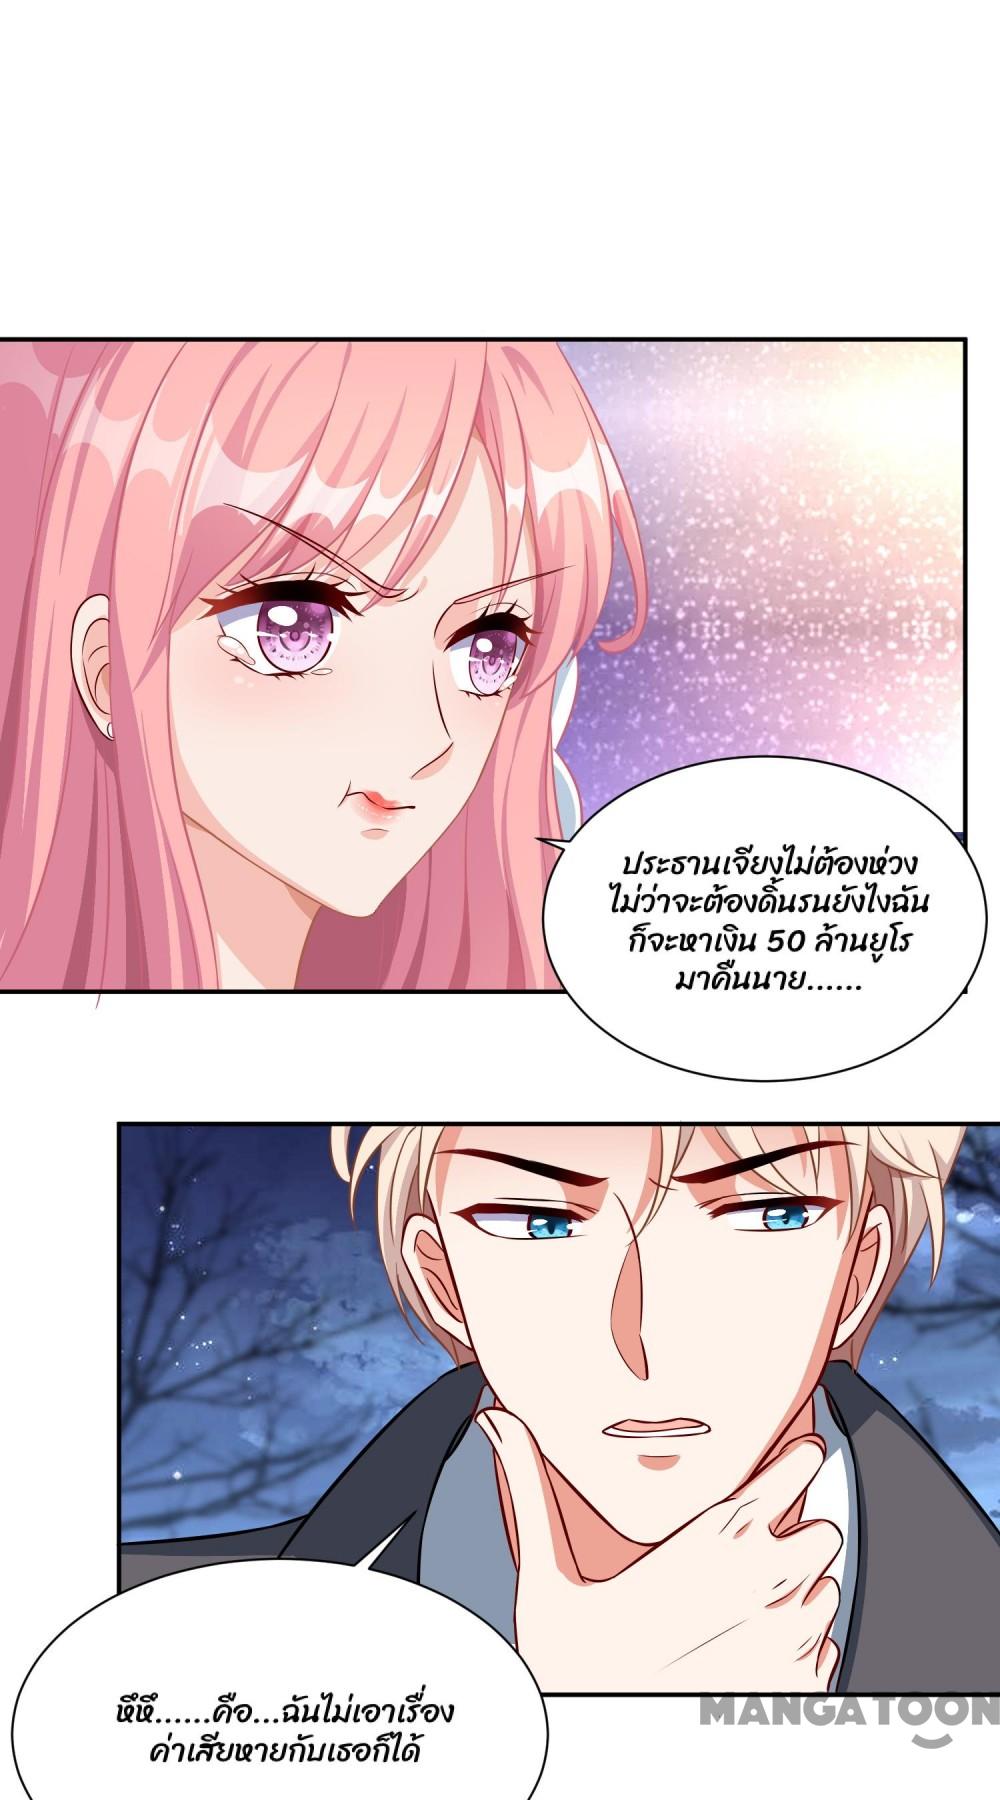 ประธานเจียงไม่ต้องห่วง
ไม่ว่าจะต้องดิ้นรนยังไงฉัน
ก็จะหาเงิน 50 ล้านยูโร
มาคืนนาย......
หึหึ......คือ...ฉันไม่เอาเรื่อง
ค่าเสียหายกับเธอก็ได้
MANGATOON